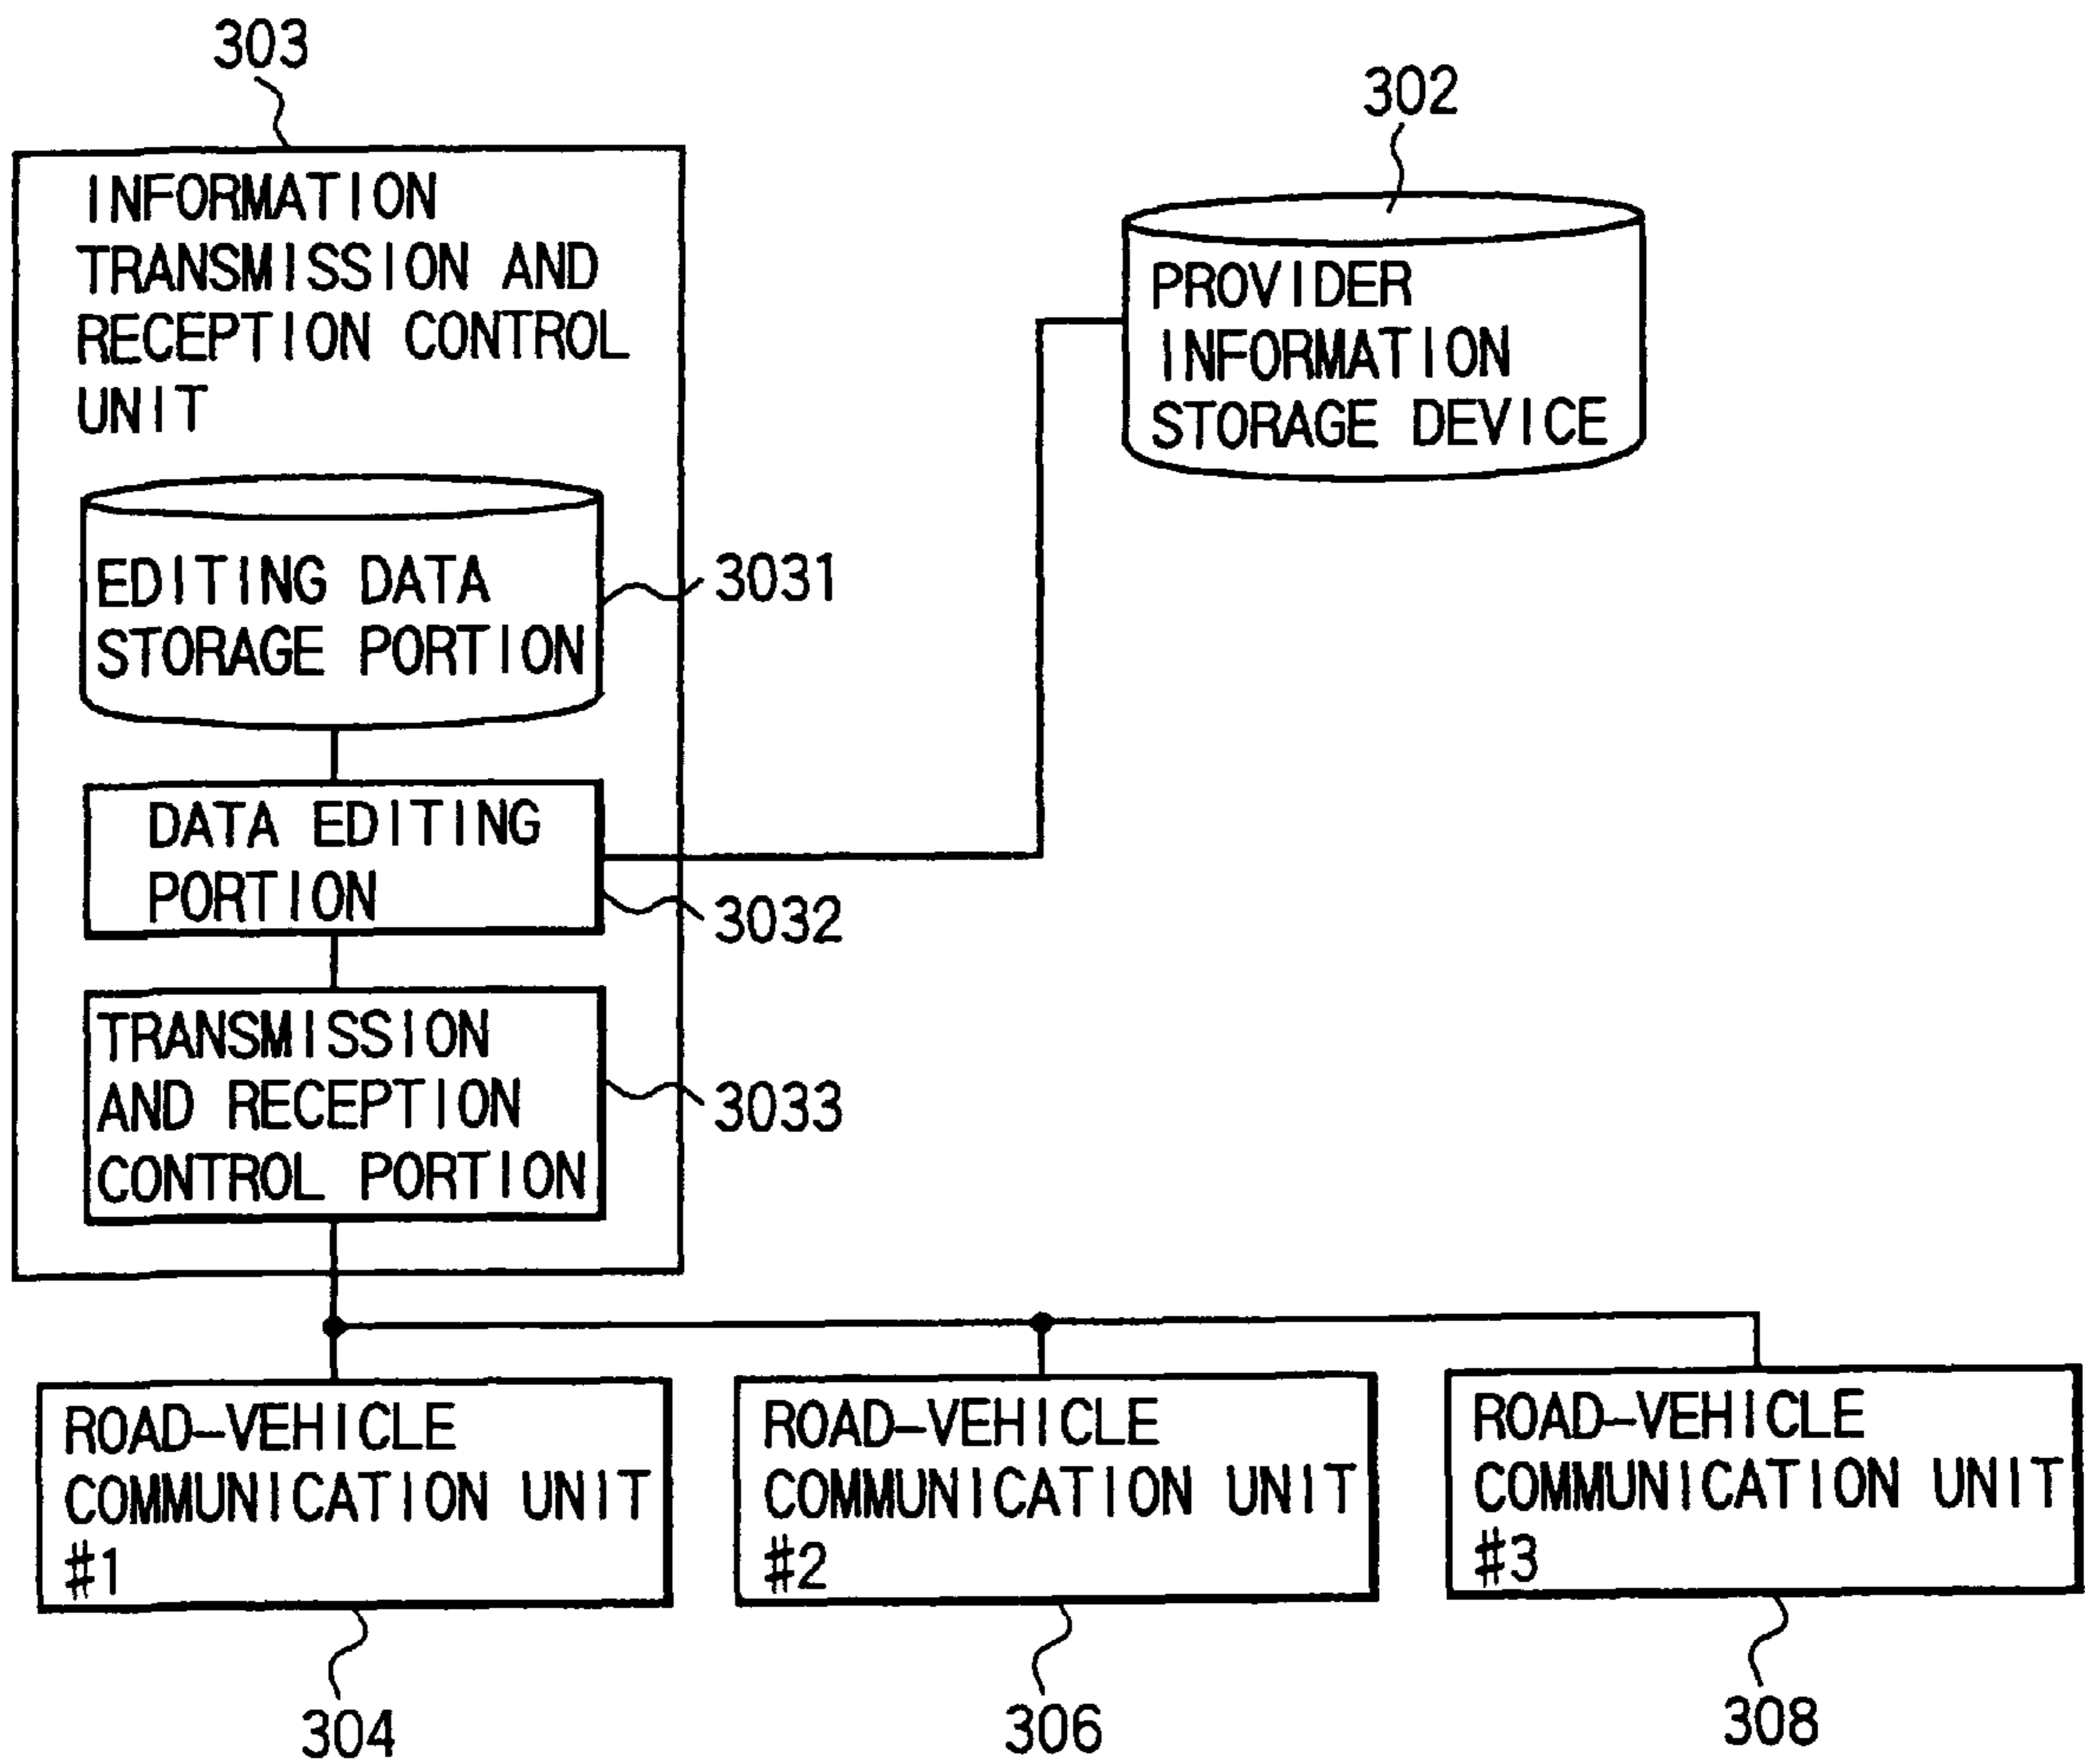 303
302
INFORMATION
TRANSMISSION AND
RECEPTION CONTROL
UNIT
PROVIDER
INFORMATION
STORAGE DEVICE
EDITING DATA
STORAGE PORTION
3031
DATA EDITING
PORTION
3032
TRANSMISSION
AND RECEPTION
CONTROL PORTION
3033
ROAD-VEHICLE
COMMUNICATION UNIT
#1
ROAD-VEHICLE
COMMUNICATION UNIT
#2
ROAD-VEHICLE
COMMUNICATION UNIT
#3
304
306
308